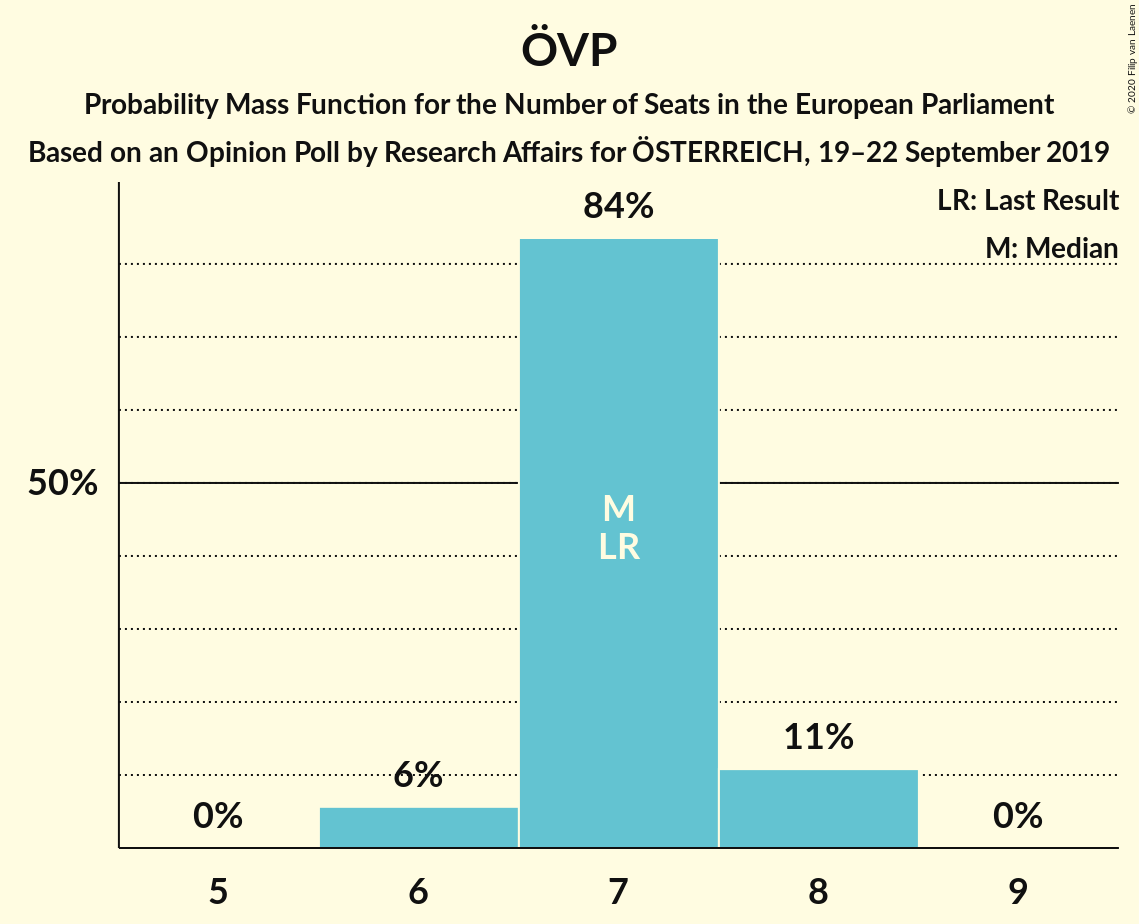 ÖVP
Probability Mass Function for the Number of Seats in the European Parliament
Based on an Opinion Poll by Research Affairs for ÖSTERREICH, 19–22 September 2019
© 2020 Filip van Laenen
LR: Last Result
M: Median
84%
50%
M
LR
11%
6%
0%
0%
5
6
7
8
9